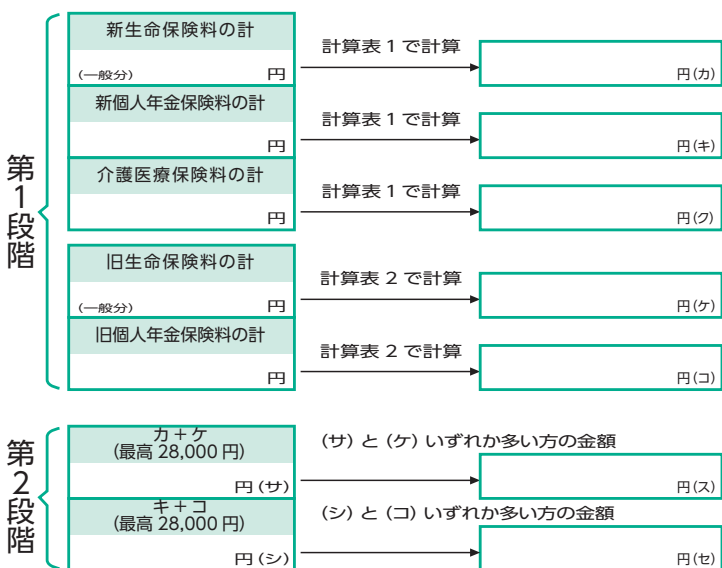 第1段階
新生命保険料の計
(一般分) 円
計算表1で計算
円(カ)
新個人年金保険料の計
円
計算表1で計算
円(キ)
介護医療保険料の計
円
計算表1で計算
円(ク)
旧生命保険料の計
(一般分) 円
計算表2で計算
円(ケ)
旧個人年金保険料の計
円
計算表2で計算
円(コ)
第2段階
カ+ケ
(最高 28,000 円)
円(サ)
(サ)と(ケ)いずれか多い方の金額
円(ス)
キ+コ
(最高 28,000 円)
円(シ)
(シ)と(コ)いずれか多い方の金額
円(セ)